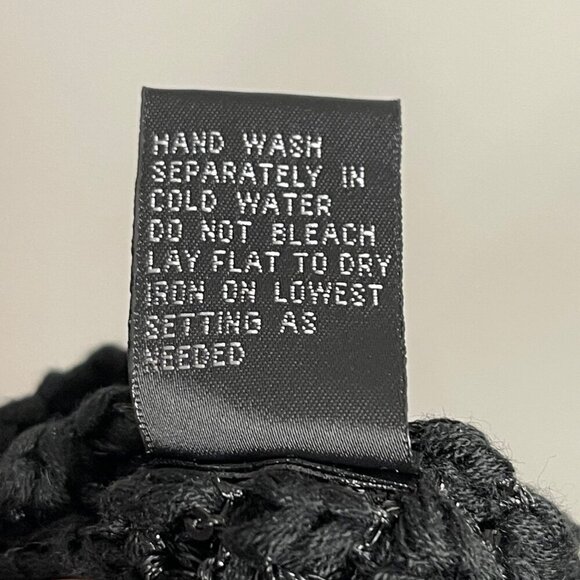 HAND WASH
SEPARATELY IN
COLD WATER
DO NOT BLEACH
LAY FLAT TO DRY
IRON ON LOWEST
SETTING AS
NEEDED